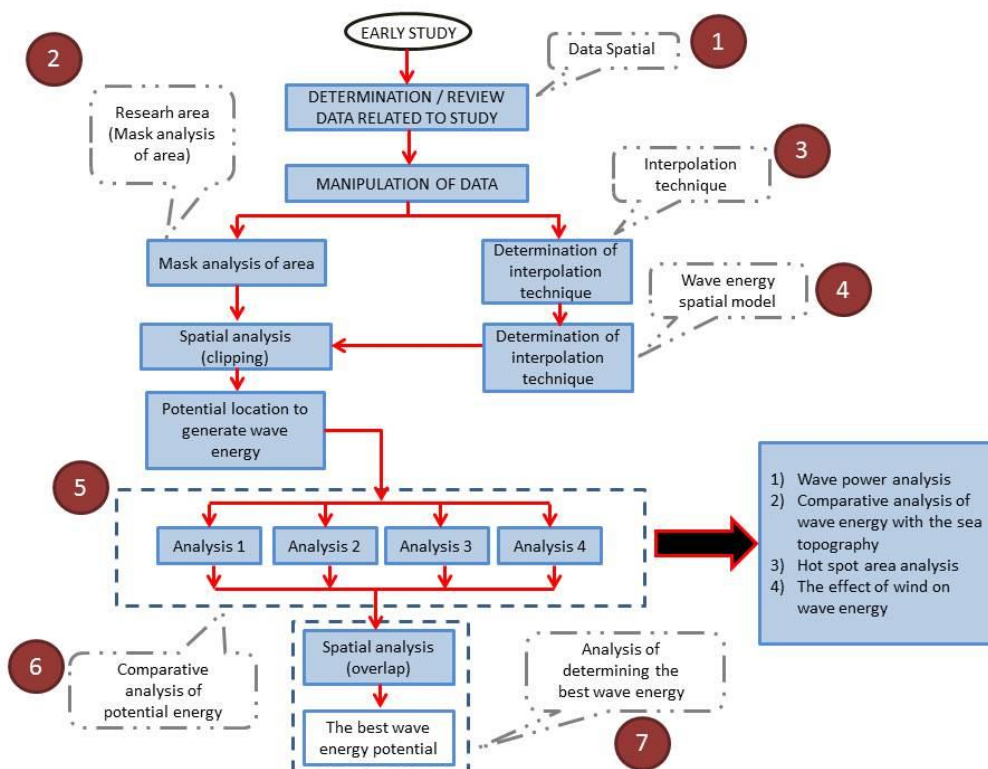 EARLY STUDY
1
Data Spatial
2
DETERMINATION / REVIEW
DATA RELATED TO STUDY
Researh area
(Mask analysis
of area)
3
Interpolation
technique
MANIPULATION OF DATA
Mask analysis of area
Determination of
interpolation
technique
Wave energy
spatial model
4
Spatial analysis
(clipping)
Determination of
interpolation
technique
Potential location to
generate wave
energy
5
Analysis 1
Analysis 2
Analysis 3
Analysis 4
1) Wave power analysis
2) Comparative analysis of
wave energy with the sea
topography
3) Hot spot area analysis
4) The effect of wind on
wave energy
6
Comparative
analysis of
potential energy
Spatial analysis
(overlap)
Analysis of
determining the
best wave energy
The best wave
energy potential
7